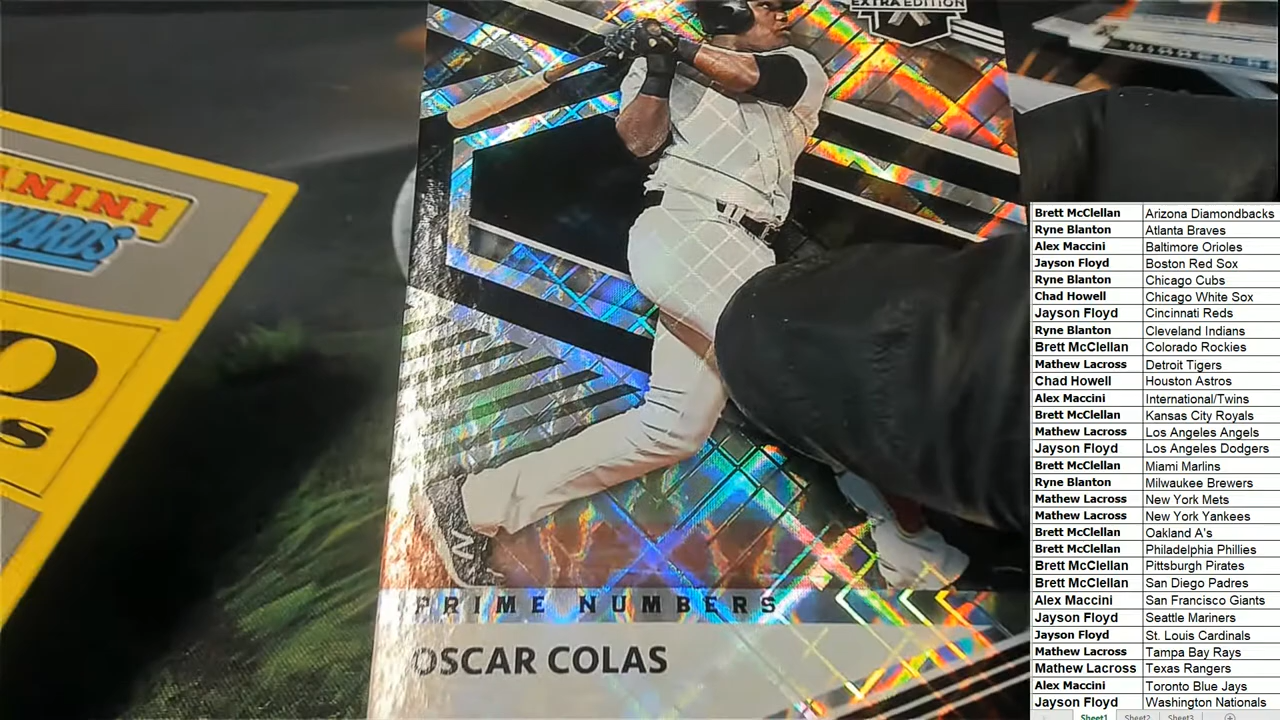 EXTRA EDITION
PANINI
REWARDS
PRIME NUMBERS
OSCAR COLAS
Brett McClellan Arizona Diamondbacks
Ryne Blanton Atlanta Braves
Alex Maccini Baltimore Orioles
Jayson Floyd Boston Red Sox
Ryne Blanton Chicago Cubs
Chad Howell Chicago White Sox
Jayson Floyd Cincinnati Reds
Ryne Blanton Cleveland Indians
Brett McClellan Colorado Rockies
Mathew Lacross Detroit Tigers
Chad Howell Houston Astros
Alex Maccini International/Twins
Brett McClellan Kansas City Royals
Mathew Lacross Los Angeles Angels
Jayson Floyd Los Angeles Dodgers
Brett McClellan Miami Marlins
Ryne Blanton Milwaukee Brewers
Mathew Lacross New York Mets
Mathew Lacross New York Yankees
Brett McClellan Oakland A's
Brett McClellan Philadelphia Phillies
Brett McClellan Pittsburgh Pirates
Brett McClellan San Diego Padres
Alex Maccini San Francisco Giants
Jayson Floyd Seattle Mariners
Jayson Floyd St. Louis Cardinals
Mathew Lacross Tampa Bay Rays
Mathew Lacross Texas Rangers
Alex Maccini Toronto Blue Jays
Jayson Floyd Washington Nationals
Sheet1 Sheet2 Sheet3